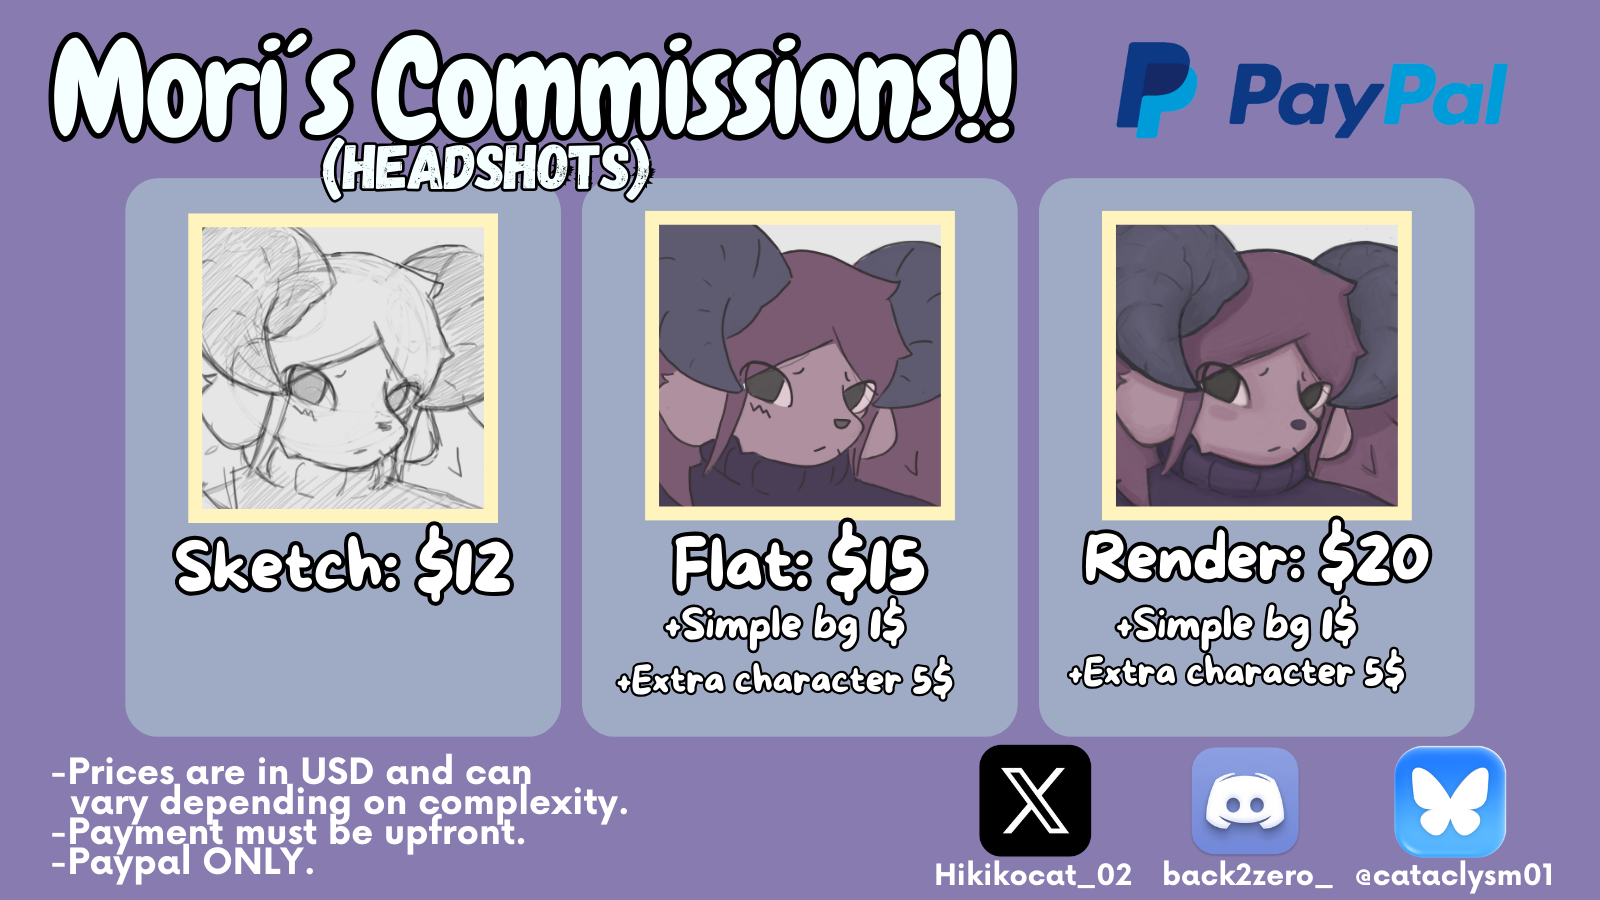 Mori´s Commissions!!
PayPal
(HEADSHOTS)
Sketch: $12
Flat: $15
+Simple bg 1$
+Extra character 5$
Render: $20
+Simple bg 1$
+Extra character 5$
-Prices are in USD and can
vary depending on complexity.
-Payment must be upfront.
-Paypal ONLY.
Hikikocat_02
back2zero_
@cataclysm01